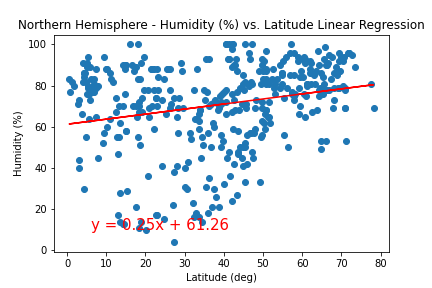 Northern Hemisphere - Humidity (%) vs. Latitude Linear Regression
100
80
60
40
20
0
Humidity (%)
y = 0.25x + 61.26
0 10 20 30 40 50 60 70 80
Latitude (deg)